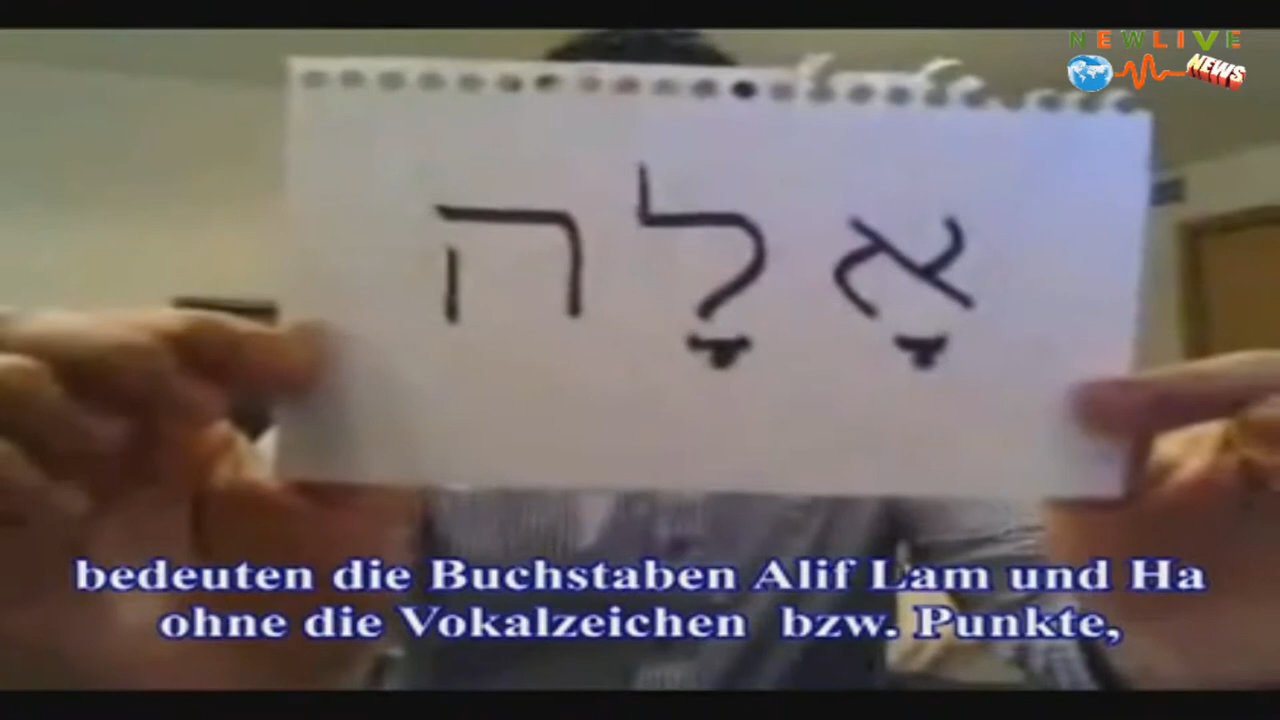 NEWLIVE
NEWS
אָלָה
bedeuten die Buchstaben Alif Lam und Ha
ohne die Vokalzeichen bzw. Punkte,